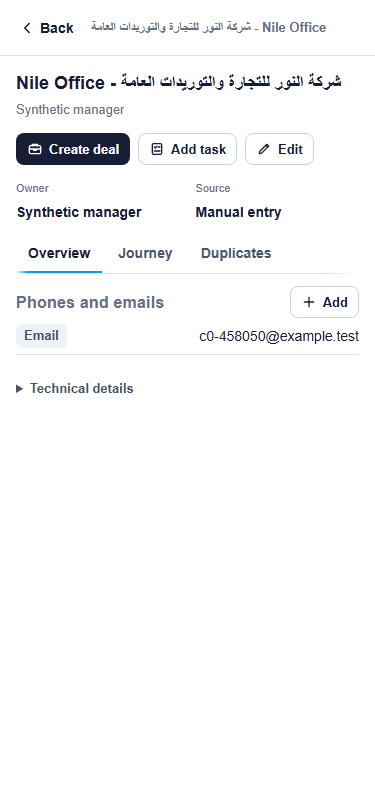 Back
شركة النور للتجارة والتوريدات العامة - Nile Office
Nile Office - شركة النور للتجارة والتوريدات العامة
Synthetic manager
Create deal
Add task
Edit
Owner
Source
Synthetic manager
Manual entry
Overview
Journey
Duplicates
Phones and emails
Add
Email
c0-458050@example.test
Technical details